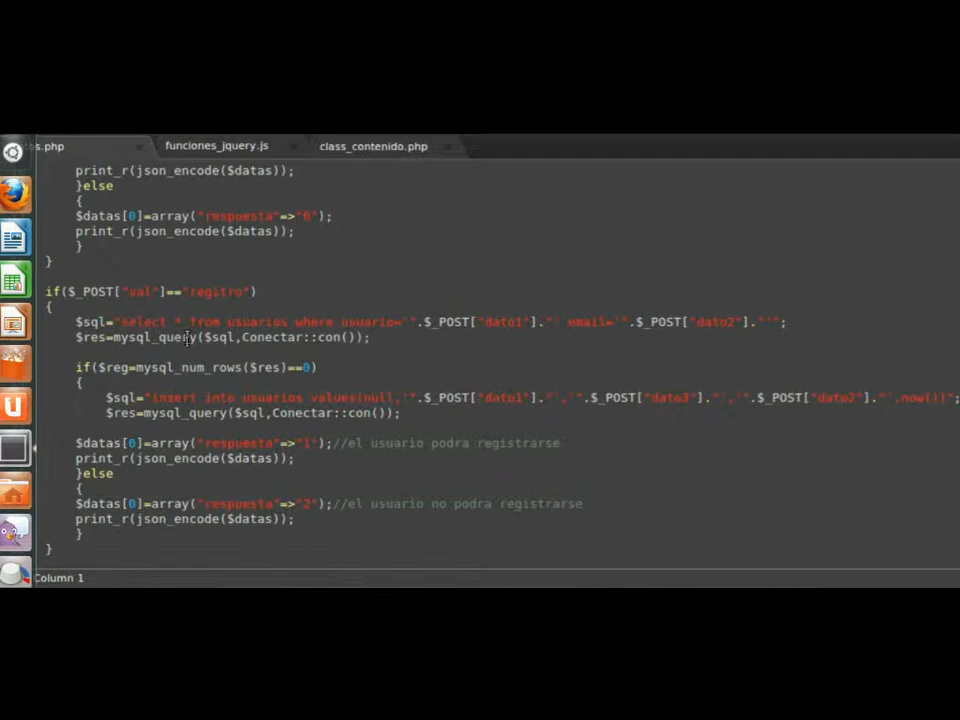 os.php funciones_jquery.js class_contenido.php
print_r(json_encode($datas));
}else
{
$datas[0]=array("respuesta"=>"0");
print_r(json_encode($datas));
}
}
if($_POST["val"]=="regitro")
{
$sql="select * from usuarios where usuario='".$_POST["dato1"]."' email='".$_POST["dato2"]."'";
$res=mysql_query($sql,Conectar::con());
if($reg=mysql_num_rows($res)==0)
{
$sql="insert into usuarios values(null,'".$_POST["dato1"]."','".$_POST["dato3"]."','".$_POST["dato2"]."',now())";
$res=mysql_query($sql,Conectar::con());
$datas[0]=array("respuesta"=>"1");//el usuario podra registrarse
print_r(json_encode($datas));
}else
{
$datas[0]=array("respuesta"=>"2");//el usuario no podra registrarse
print_r(json_encode($datas));
}
}
Column 1